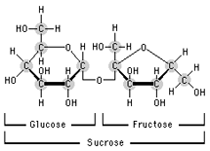 H
HO C H H
H C O H HO C H O H
H C H C C C H
HO OH H O H OH C H
C C C C OH
H OH OH H
Glucose Fructose
Sucrose